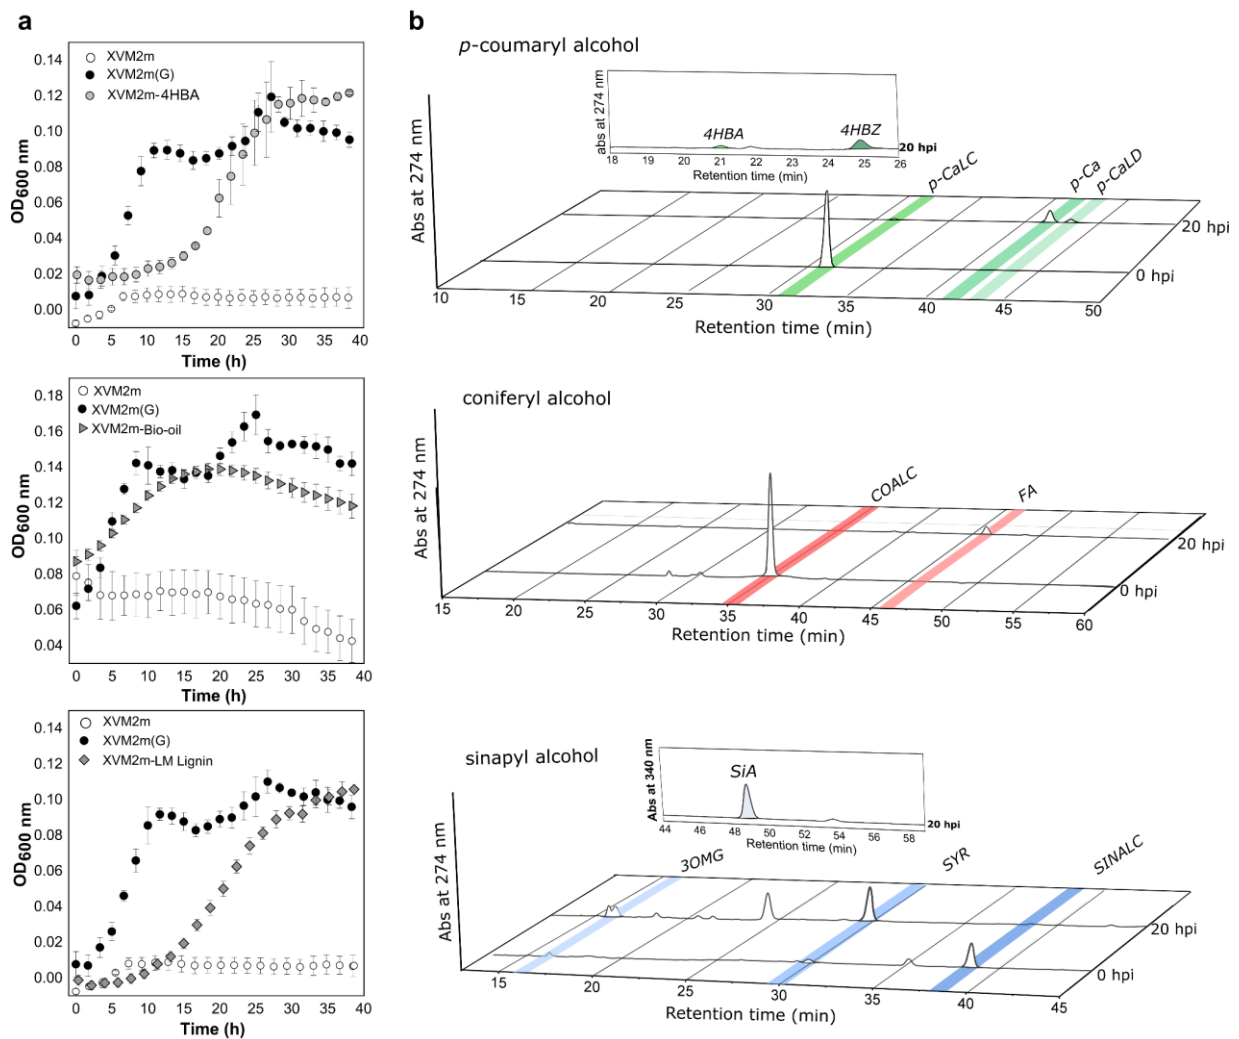 a
XVM2m
XVM2m(G)
XVM2m-4HBA
0.14
0.12
0.10
0.08
0.06
0.04
0.02
0.00
OD600 nm
0 5 10 15 20 25 30 35 40
Time (h)
XVM2m
XVM2m(G)
XVM2m-Bio-oil
0.18
0.16
0.14
0.12
0.10
0.08
0.06
0.04
OD600 nm
0 5 10 15 20 25 30 35 40
Time (h)
XVM2m
XVM2m(G)
XVM2m-LM Lignin
0.14
0.12
0.10
0.08
0.06
0.04
0.02
0.00
OD600 nm
0 5 10 15 20 25 30 35 40
Time (h)
b
p-coumaryl alcohol
abs at 274 nm
4HBA
4HBZ
20 hpi
18 19 20 21 22 23 24 25 26
Retention time (min)
p-CaLC
p-Ca
p-CaLD
Abs at 274 nm
20 hpi
0 hpi
10 15 20 25 30 35 40 45 50
Retention time (min)
coniferyl alcohol
COALC
FA
Abs at 274 nm
20 hpi
0 hpi
15 20 25 30 35 40 45 50 55 60
Retention time (min)
sinapyl alcohol
Abs at 340 nm
SiA
20 hpi
44 46 48 50 54 56 58
Retention time (min)
3OMG
SYR
SINALC
Abs at 274 nm
20 hpi
0 hpi
15 20 25 30 35 40 45
Retention time (min)